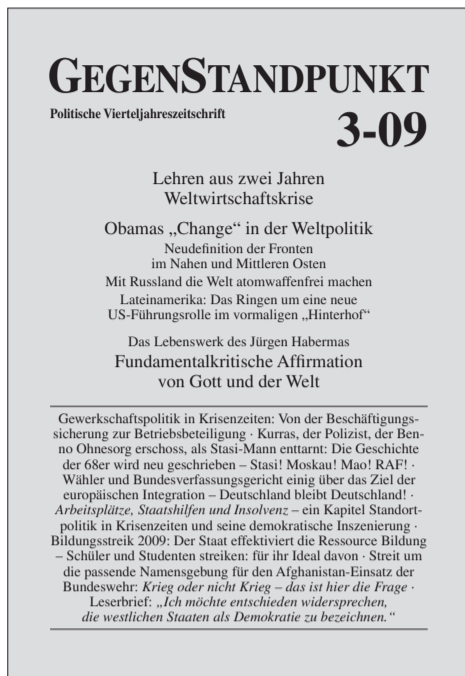 GEGENSTANDPUNKT
Politische Vierteljahreszeitschrift
3-09
Lehren aus zwei Jahren
Weltwirtschaftskrise
Obamas „Change“ in der Weltpolitik
Neudefinition der Fronten
im Nahen und Mittleren Osten
Mit Russland die Welt atomwaffenfrei machen
Lateinamerika: Das Ringen um eine neue
US-Führungsrolle im vormaligen „Hinterhof“
Das Lebenswerk des Jürgen Habermas
Fundamentalkritische Affirmation
von Gott und der Welt
Gewerkschaftspolitik in Krisenzeiten: Von der Beschäftigungs-
sicherung zur Betriebsbeteiligung · Kurras, der Polizist, der Ben-
no Ohnesorg erschoss, als Stasi-Mann enttarnt: Die Geschichte
der 68er wird neu geschrieben – Stasi! Moskau! Mao! RAF! ·
Wähler und Bundesverfassungsgericht einig über das Ziel der
europäischen Integration – Deutschland bleibt Deutschland! ·
Arbeitsplätze, Staatshilfen und Insolvenz – ein Kapitel Standort-
politik in Krisenzeiten und seine demokratische Inszenierung ·
Bildungsstreik 2009: Der Staat effektiviert die Ressource Bildung
– Schüler und Studenten streiken: für ihr Ideal davon · Streit um
die passende Namensgebung für den Afghanistan-Einsatz der
Bundeswehr: Krieg oder nicht Krieg – das ist hier die Frage ·
Leserbrief: „Ich möchte entschieden widersprechen,
die westlichen Staaten als Demokratie zu bezeichnen.“